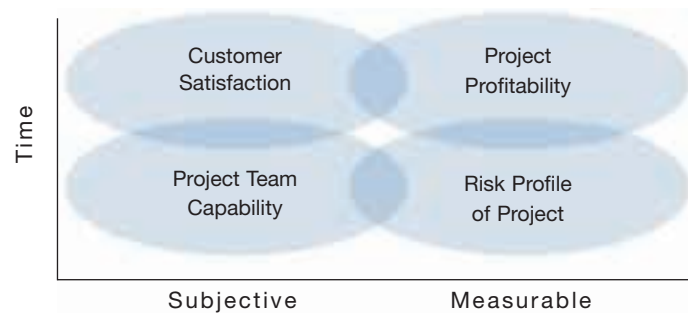 Customer
Satisfaction
Project
Profitability
Time
Project Team
Capability
Risk Profile
of Project
Subjective
Measurable